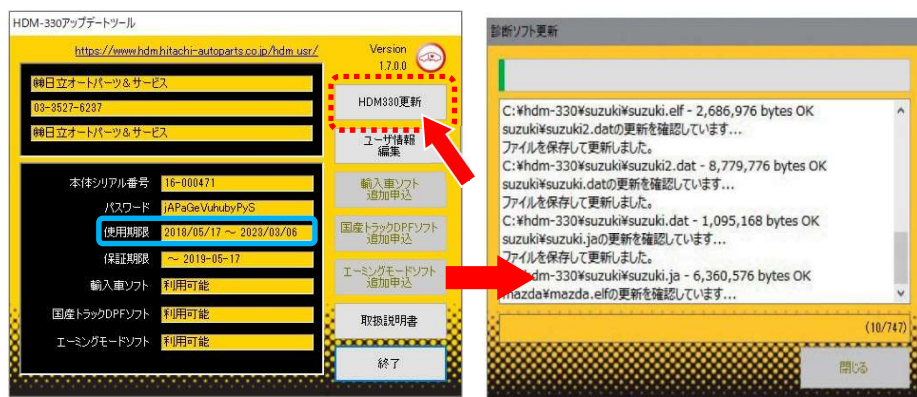 HDM-330アップデートツール
https://www.hdm.hitachi-autoparts.co.jp/hdm_usr/
Version
1.7.0.0
㈱日立オートパーツ&サービス
03-3527-6237
㈱日立オートパーツ&サービス
HDM330更新
ユーザ情報
編集
本体シリアル番号 16-000471
パスワード jAPaGeVuhubyPyS
使用期限 2018/05/17 ~ 2023/03/06
保証期限 ~ 2019-05-17
輸入車ソフト 利用可能
国産トラックDPFソフト 利用可能
エーミングモードソフト 利用可能
輸入車ソフト
追加申込
国産トラックDPFソフト
追加申込
エーミングモードソフト
追加申込
取扱説明書
終了
診断ソフト更新
C:¥hdm-330¥suzuki¥suzuki.elf - 2,686,976 bytes OK
suzuki¥suzuki2.datの更新を確認しています...
ファイルを保存して更新しました。
C:¥hdm-330¥suzuki¥suzuki2.dat - 8,779,776 bytes OK
suzuki¥suzuki.datの更新を確認しています...
ファイルを保存して更新しました。
C:¥hdm-330¥suzuki¥suzuki.dat - 1,095,168 bytes OK
suzuki¥suzuki.jaの更新を確認しています...
ファイルを保存して更新しました。
hdm-330¥suzuki¥suzuki.ja - 6,360,576 bytes OK
mazda¥mazda.elfの更新を確認しています...
(10/747)
閉じる